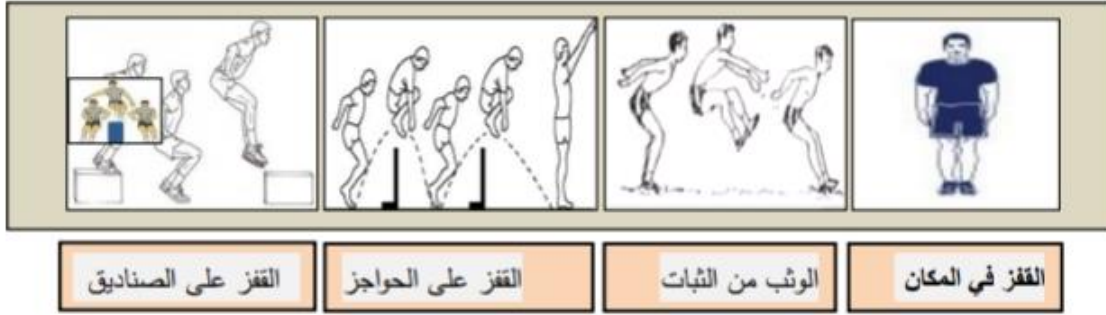 القفز في المكان
الوثب من الثبات
القفز على الحواجز
القفز على الصناديق